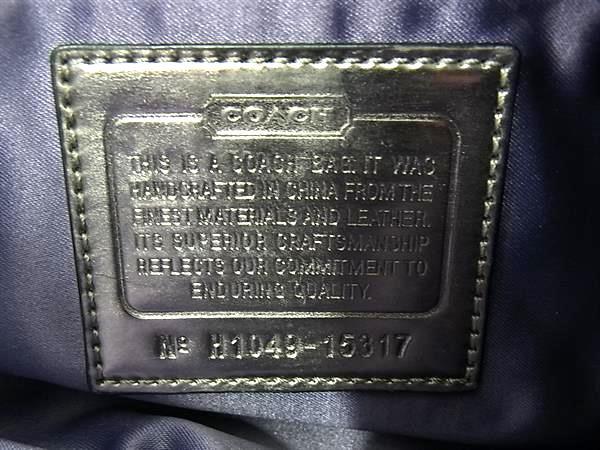 COACH
THIS IS A COACH BAG. IT WAS
HANDCRAFTED IN CHINA FROM THE
FINEST MATERIALS AND LEATHER.
ITS SUPERIOR CRAFTSMANSHIP
REFLECTS OUR COMMITMENT TO
ENDURING QUALITY.
Nº H1049-15317